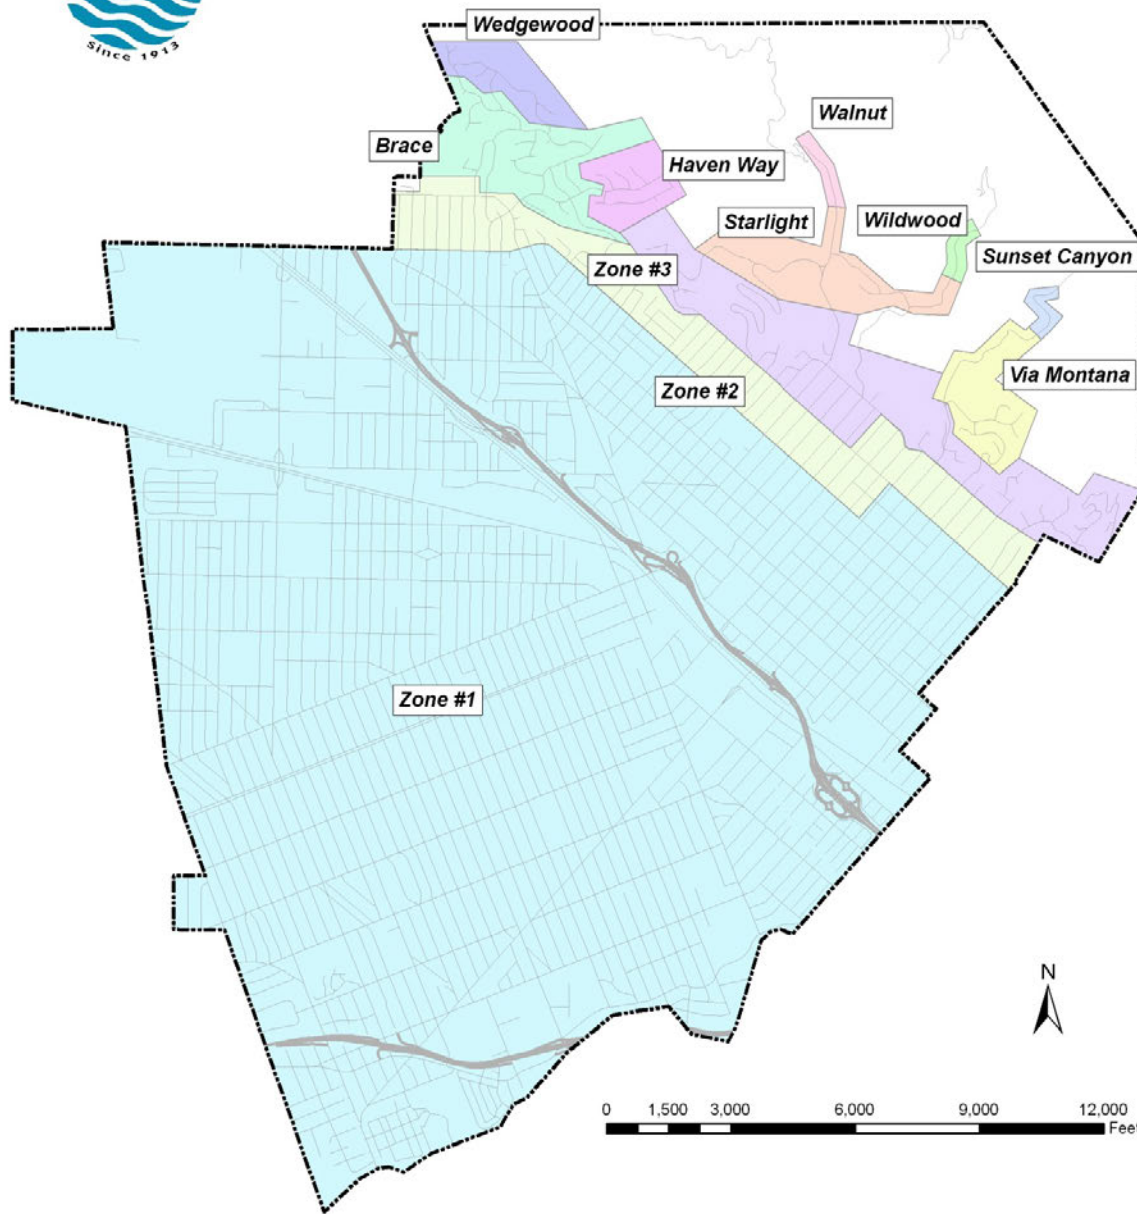 since 1913
Wedgewood
Walnut
Brace
Haven Way
Starlight
Wildwood
Sunset Canyon
Zone #3
Via Montana
Zone #2
Zone #1
N
0 1,500 3,000 6,000 9,000 12,000
Feet